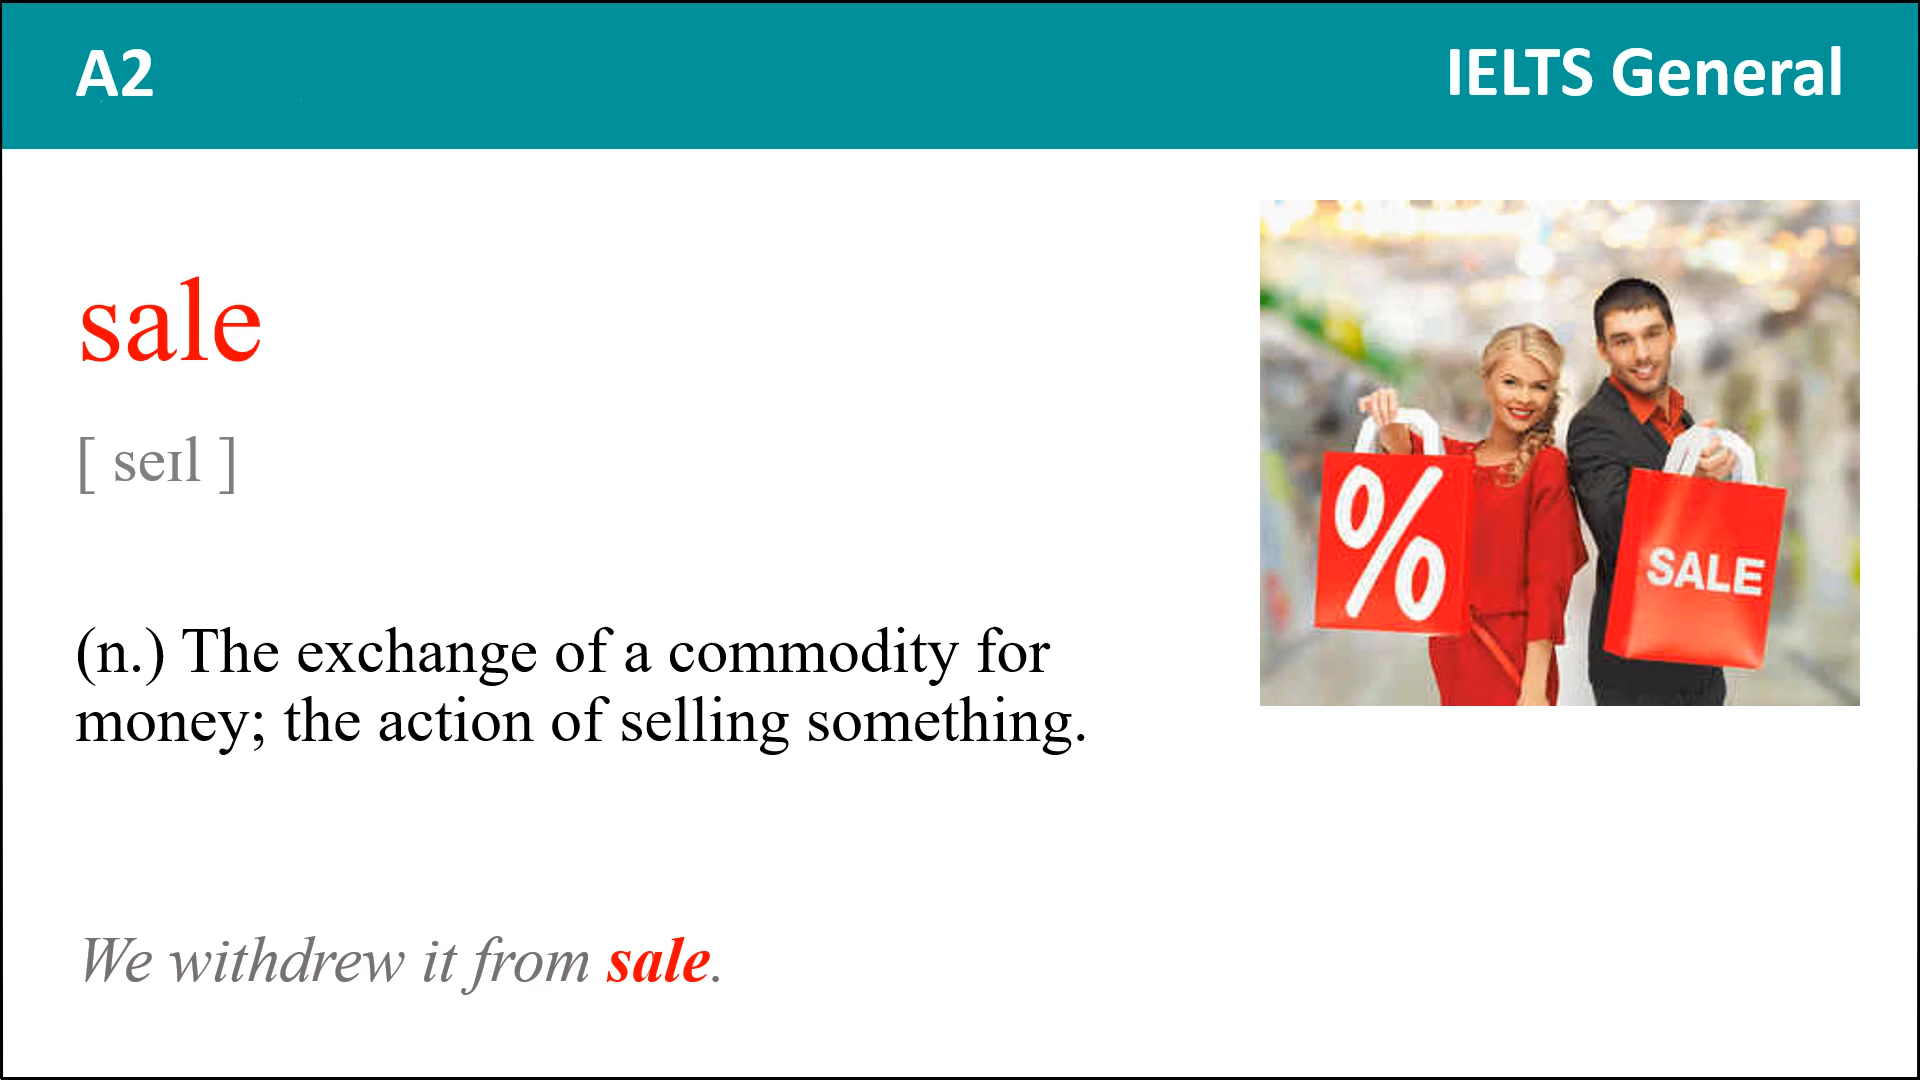 A2
IELTS General
sale
[ seɪl ]
(n.) The exchange of a commodity for
money; the action of selling something.
We withdrew it from sale.
%
SALE